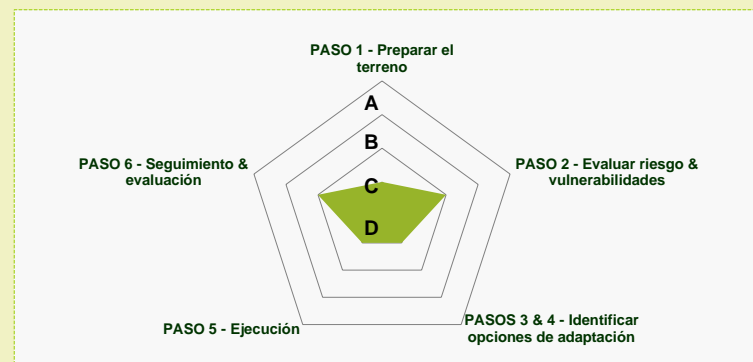 PASO 1 - Preparar el
terreno
A
B
PASO 6 - Seguimiento &
evaluación
PASO 2 - Evaluar riesgo &
vulnerabilidades
C
D
PASO 5 - Ejecución
PASOS 3 & 4 - Identificar
opciones de adaptación